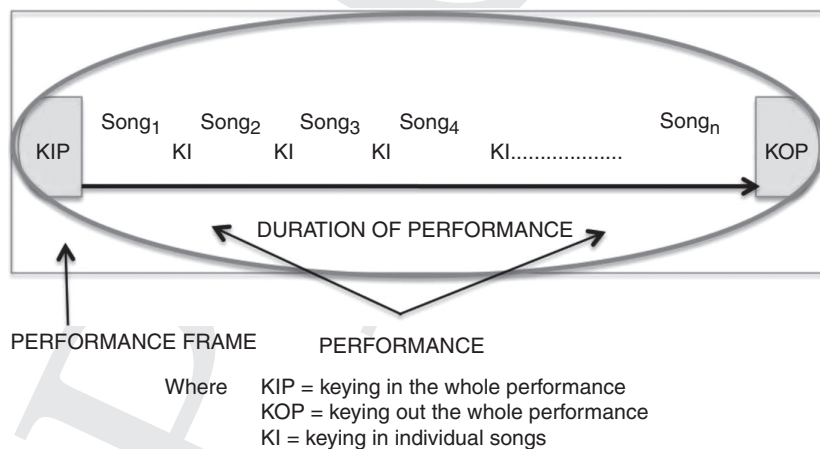 Song1 Song2 Song3 Song4 Songn
KIP KI KI KI KI................... KOP
DURATION OF PERFORMANCE
PERFORMANCE FRAME PERFORMANCE
Where KIP = keying in the whole performance
KOP = keying out the whole performance
KI = keying in individual songs